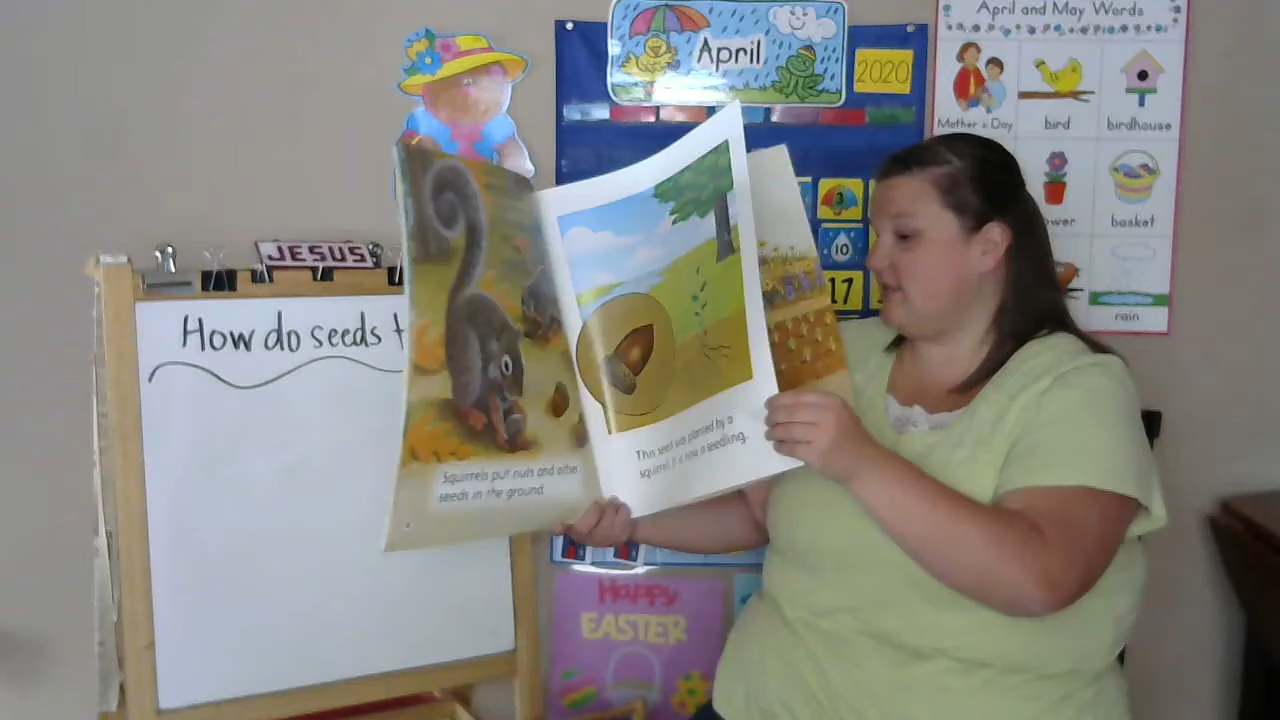 April
2020
April and May Words
Mother's Day
bird
birdhouse
basket
rain
10
17
JESUS
How do seeds t
Squirrels put nuts and other
seeds in the ground.
This seed was planted by a
squirrel. It is now a seedling.
Happy
EASTER